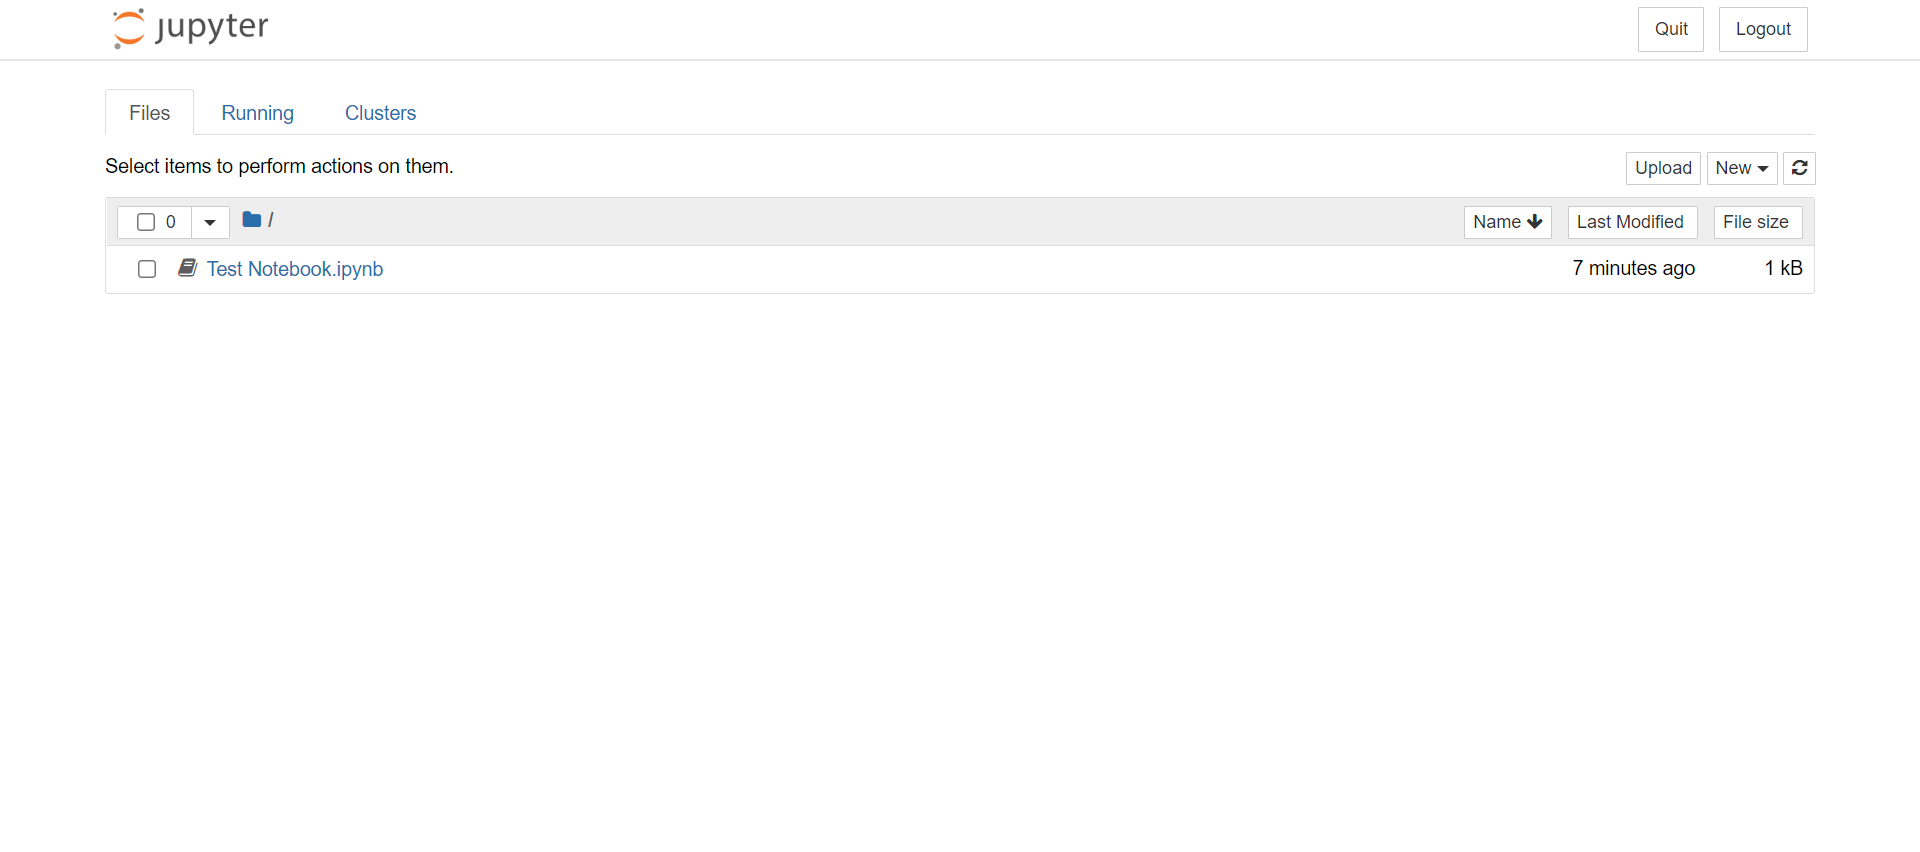 jupyter
Quit Logout
Files Running Clusters
Select items to perform actions on them.
Upload New
0 / Name Last Modified File size
Test Notebook.ipynb 7 minutes ago 1 kB